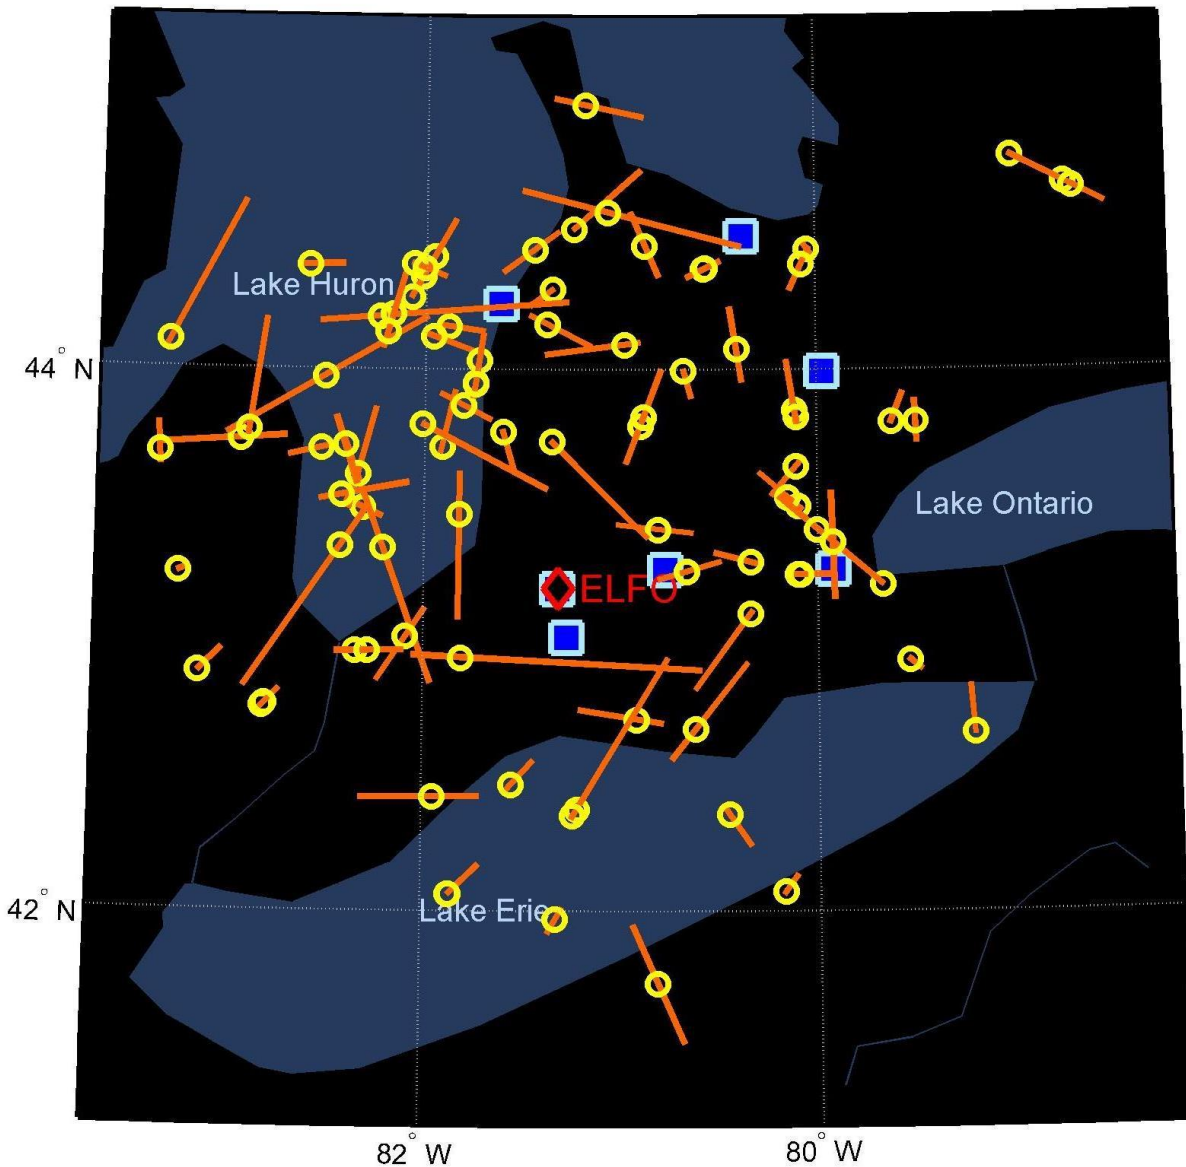 Lake Huron
44° N
Lake Ontario
ELFO
42° N
Lake Erie
82° W
80° W